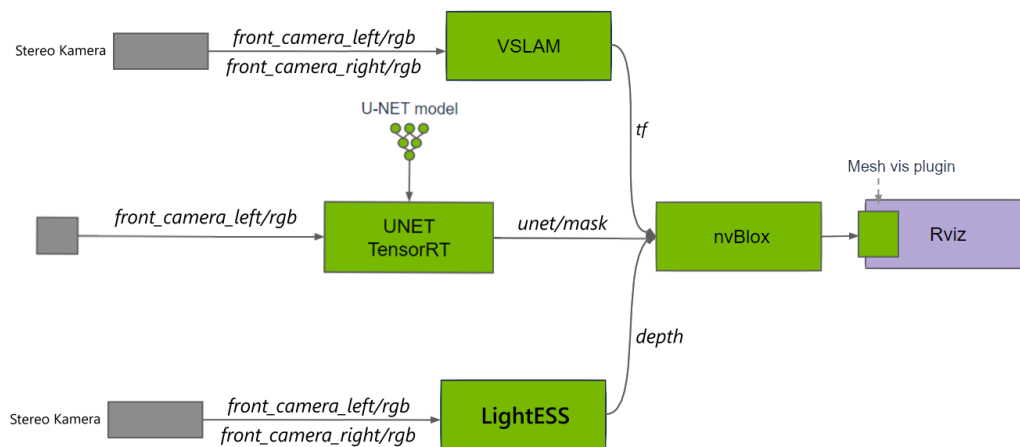 Stereo Kamera
front_camera_left/rgb
front_camera_right/rgb
VSLAM
U-NET model
tf
Mesh vis plugin
front_camera_left/rgb
UNET
TensorRT
unet/mask
nvBlox
Rviz
depth
Stereo Kamera
front_camera_left/rgb
front_camera_right/rgb
LightESS